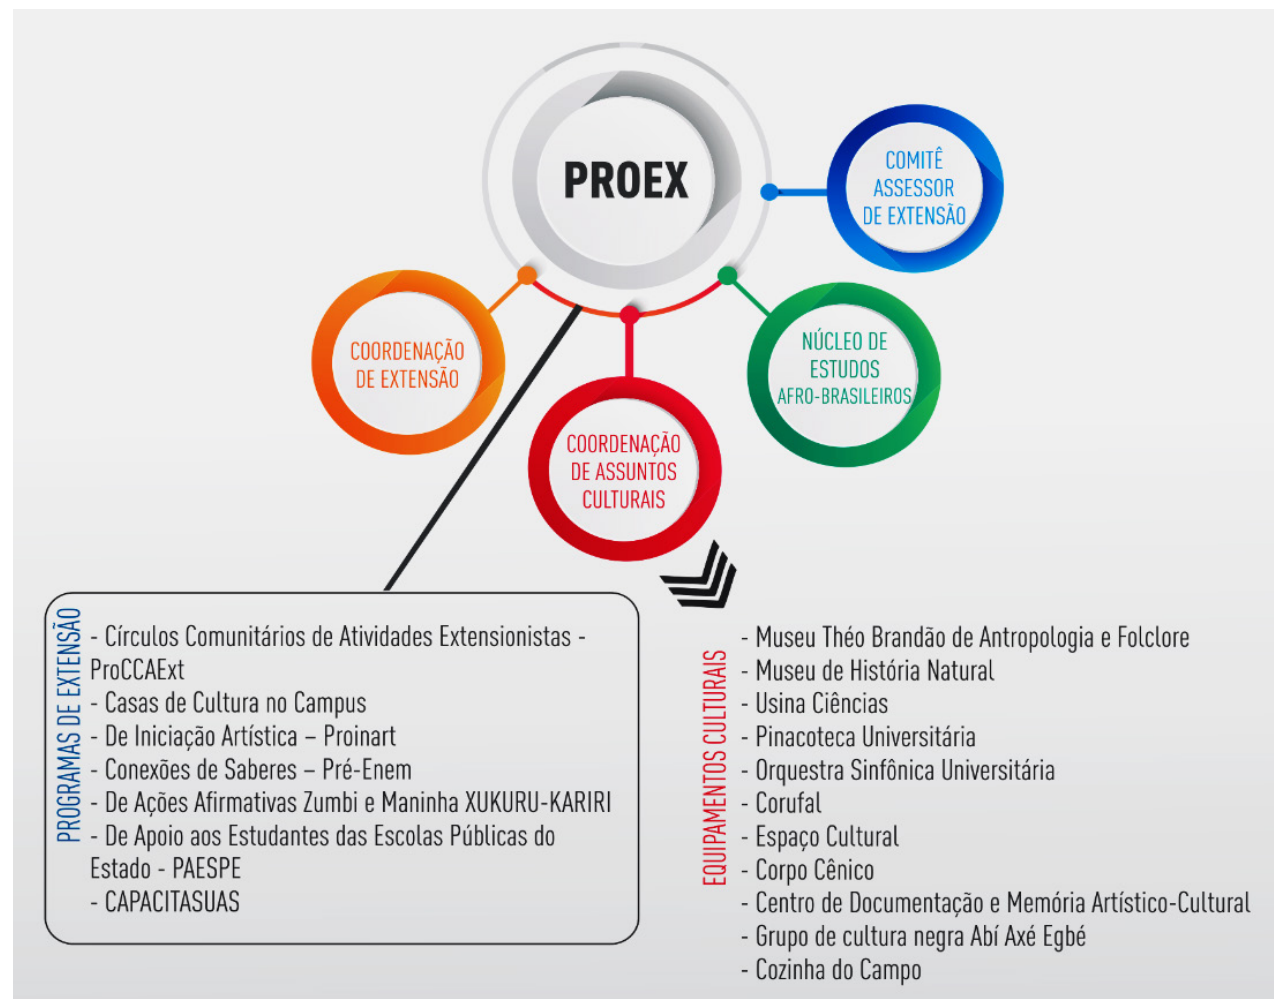 PROEX
COMITÊ
ASSESSOR
DE EXTENSÃO
COORDENAÇÃO
DE EXTENSÃO
NÚCLEO DE
ESTUDOS
AFRO-BRASILEIROS
COORDENAÇÃO
DE ASSUNTOS
CULTURAIS
PROGRAMAS DE EXTENSÃO
- Círculos Comunitários de Atividades Extensionistas -
ProCCAExt
- Casas de Cultura no Campus
- De Iniciação Artística – Proinart
- Conexões de Saberes – Pré-Enem
- De Ações Afirmativas Zumbi e Maninha XUKURU-KARIRI
- De Apoio aos Estudantes das Escolas Públicas do
Estado - PAESPE
- CAPACITASUAS
EQUIPAMENTOS CULTURAIS
- Museu Théo Brandão de Antropologia e Folclore
- Museu de História Natural
- Usina Ciências
- Pinacoteca Universitária
- Orquestra Sinfônica Universitária
- Corufal
- Espaço Cultural
- Corpo Cênico
- Centro de Documentação e Memória Artístico-Cultural
- Grupo de cultura negra Abí Axé Egbé
- Cozinha do Campo